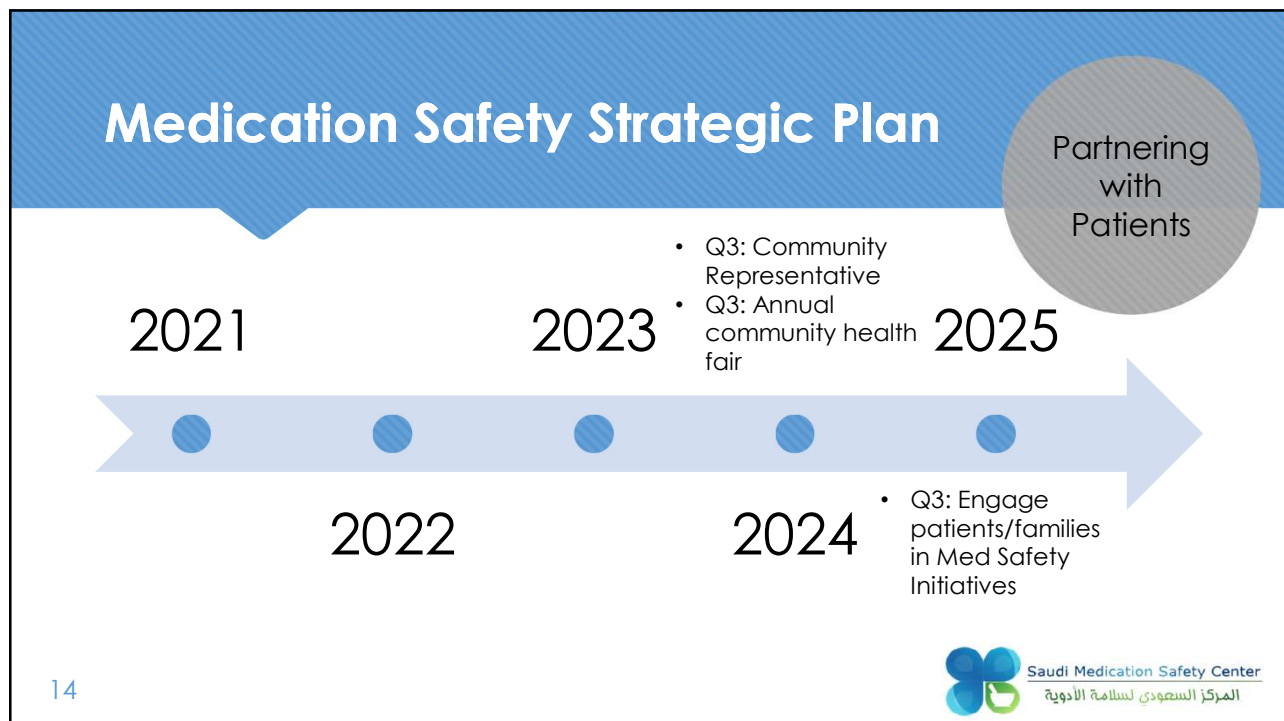 Medication Safety Strategic Plan
Partnering
with
Patients
2021
2023
• Q3: Community
Representative
• Q3: Annual
community health
fair
2025
2022
2024
• Q3: Engage
patients/families
in Med Safety
Initiatives
14
Saudi Medication Safety Center
المركز السعودي لسلامة الأدوية